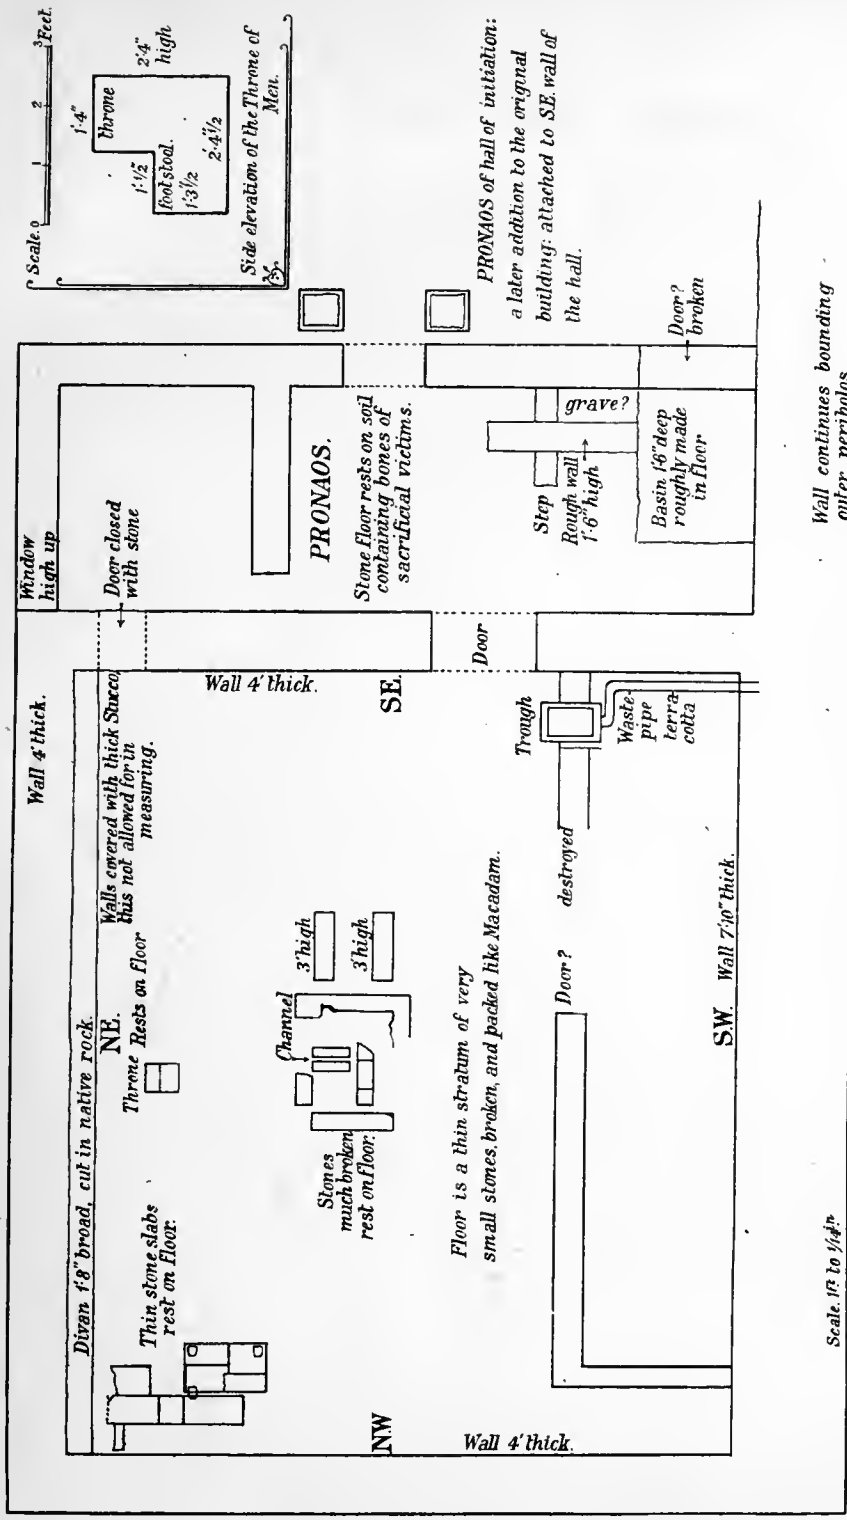 Scale. 0 1 2 3 Feet.
1'·4"
throne
2'·4"
high
1'·½"
footstool.
1'·3½
2'·4½
Side elevation of the Throne of
Men.
PRONAOS of hall of initiation:
a later addition to the original
building: attached to S.E. wall of
the hall.
Window
high up
Door closed
with stone
PRONAOS.
Stone Floor rests on soil
containing bones of
sacrificial victims.
Step
Rough wall
1'·6" high
grave?
Basin 1'·6" deep
roughly made
in floor
Door?
broken
Wall continues bounding
outer peribolos
Wall 4' thick.
Walls covered with thick Stucco,
this not allowed for in
measuring.
Wall 4' thick.
SE.
Door
Trough
Waste-
pipe
terra
cotta
Divan 1'·8" broad, cut in native rock.
NE.
Throne Rests on floor
Channel
3' high
3' high
Stones
much broken
rest on floor.
Thin stone slabs
rest on floor.
Floor is a thin stratum of very
small stones, broken, and packed like Macadam.
Door?
destroyed
S.W. Wall 7'·10" thick.
N.W
Wall 4' thick.
Scale. 1ft to 1/14in